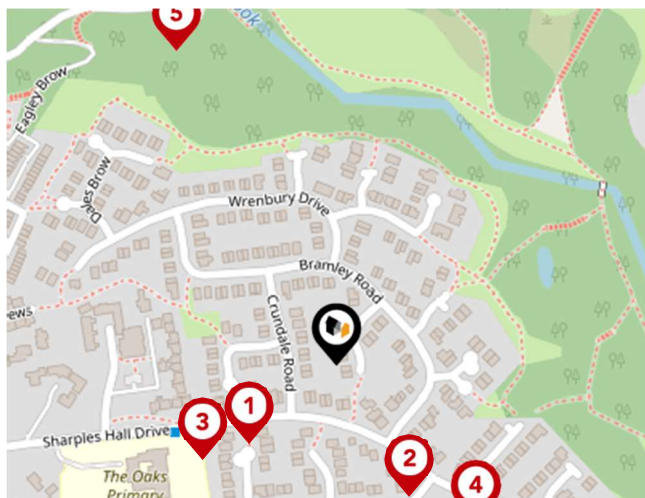 5
ook
Eagley Brow
Dales Brow
Wrenbury Drive
Bramley Road
ews
Crundale Road
1
3
Sharples Hall Drive
2
4
The Oaks
Primary